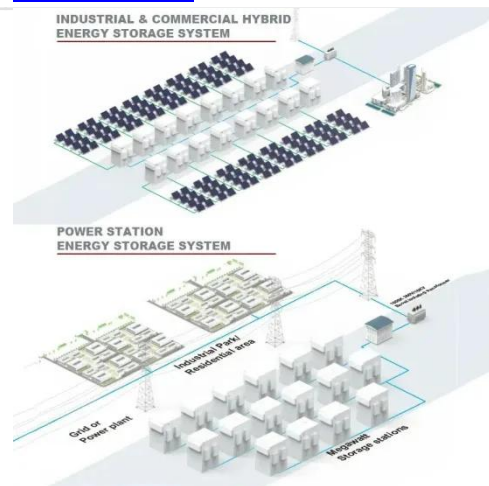 INDUSTRIAL & COMMERCIAL HYBRID
ENERGY STORAGE SYSTEM
POWER STATION
ENERGY STORAGE SYSTEM
Industrial Park/
Residential area
Grid or
Power plant
Megawatt
Storage stations